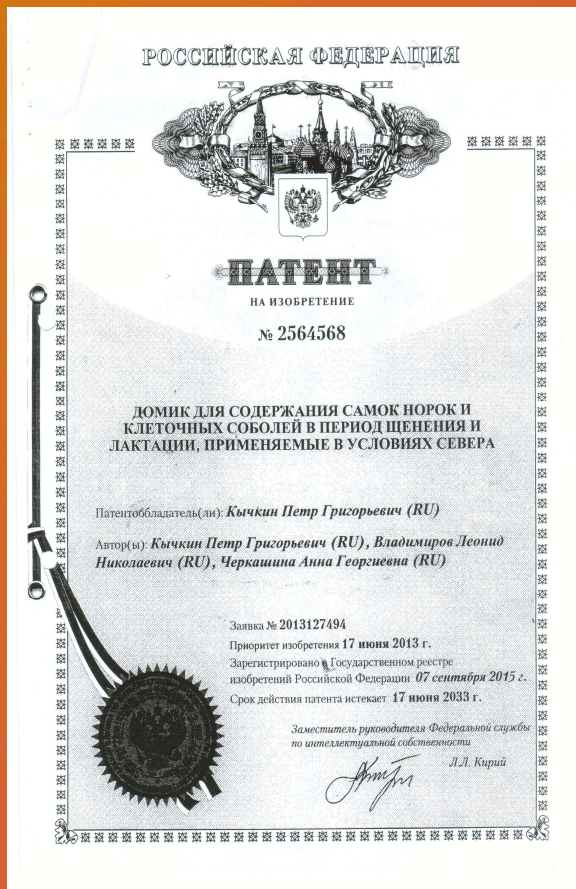 РОССИЙСКАЯ ФЕДЕРАЦИЯ
ПАТЕНТ
НА ИЗОБРЕТЕНИЕ
№ 2564568
ДОМИК ДЛЯ СОДЕРЖАНИЯ САМОК НОРОК И
КЛЕТОЧНЫХ СОБОЛЕЙ В ПЕРИОД ЩЕНЕНИЯ И
ЛАКТАЦИИ, ПРИМЕНЯЕМЫЕ В УСЛОВИЯХ СЕВЕРА
Патентообладатель(ли): Кычкин Петр Григорьевич (RU)
Автор(ы): Кычкин Петр Григорьевич (RU), Владимиров Леонид
Николаевич (RU), Черкашина Анна Георгиевна (RU)
Заявка № 2013127494
Приоритет изобретения 17 июня 2013 г.
Зарегистрировано в Государственном реестре
изобретений Российской Федерации 07 сентября 2015 г.
Срок действия патента истекает 17 июня 2033 г.
Заместитель руководителя Федеральной службы
по интеллектуальной собственности
Л.Л. Кирий